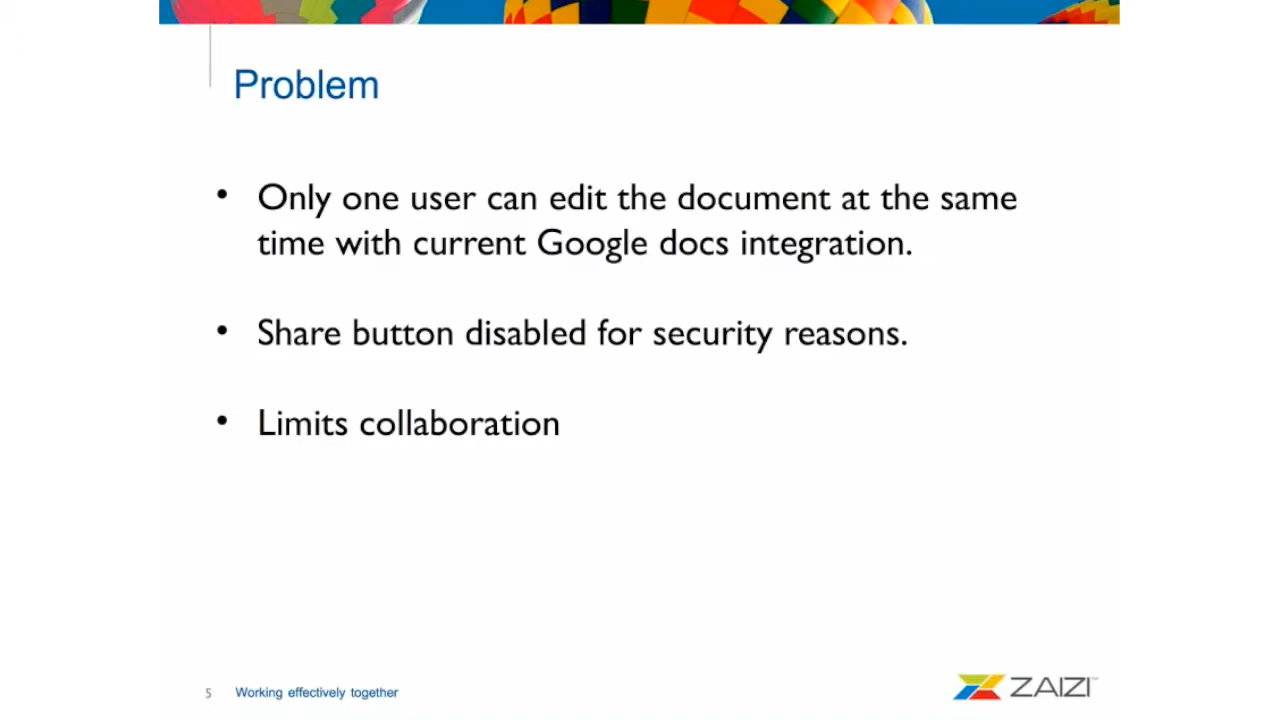 Problem
• Only one user can edit the document at the same
time with current Google docs integration.
• Share button disabled for security reasons.
• Limits collaboration
5 Working effectively together
ZAIZI™